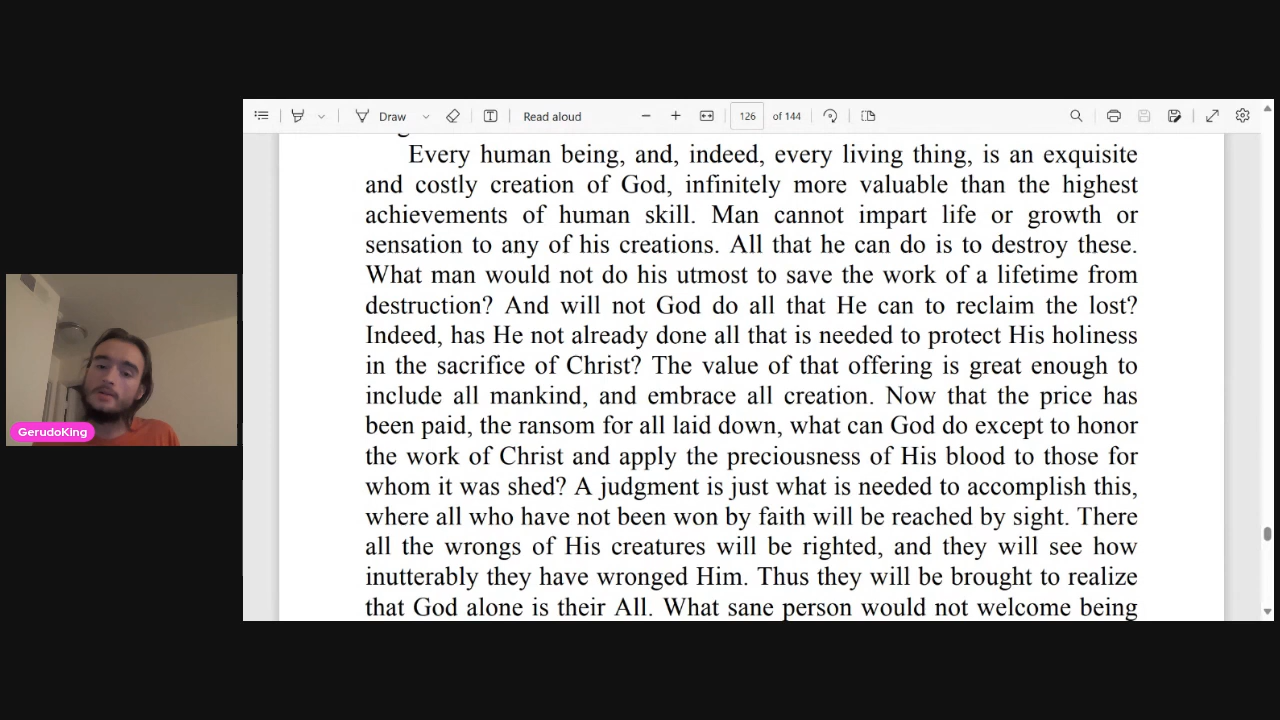 Draw
Read aloud
126 of 144
Every human being, and, indeed, every living thing, is an exquisite
and costly creation of God, infinitely more valuable than the highest
achievements of human skill. Man cannot impart life or growth or
sensation to any of his creations. All that he can do is to destroy these.
What man would not do his utmost to save the work of a lifetime from
destruction? And will not God do all that He can to reclaim the lost?
Indeed, has He not already done all that is needed to protect His holiness
in the sacrifice of Christ? The value of that offering is great enough to
include all mankind, and embrace all creation. Now that the price has
been paid, the ransom for all laid down, what can God do except to honor
the work of Christ and apply the preciousness of His blood to those for
whom it was shed? A judgment is just what is needed to accomplish this,
where all who have not been won by faith will be reached by sight. There
all the wrongs of His creatures will be righted, and they will see how
inutterably they have wronged Him. Thus they will be brought to realize
that God alone is their All. What sane person would not welcome being
GerudoKing